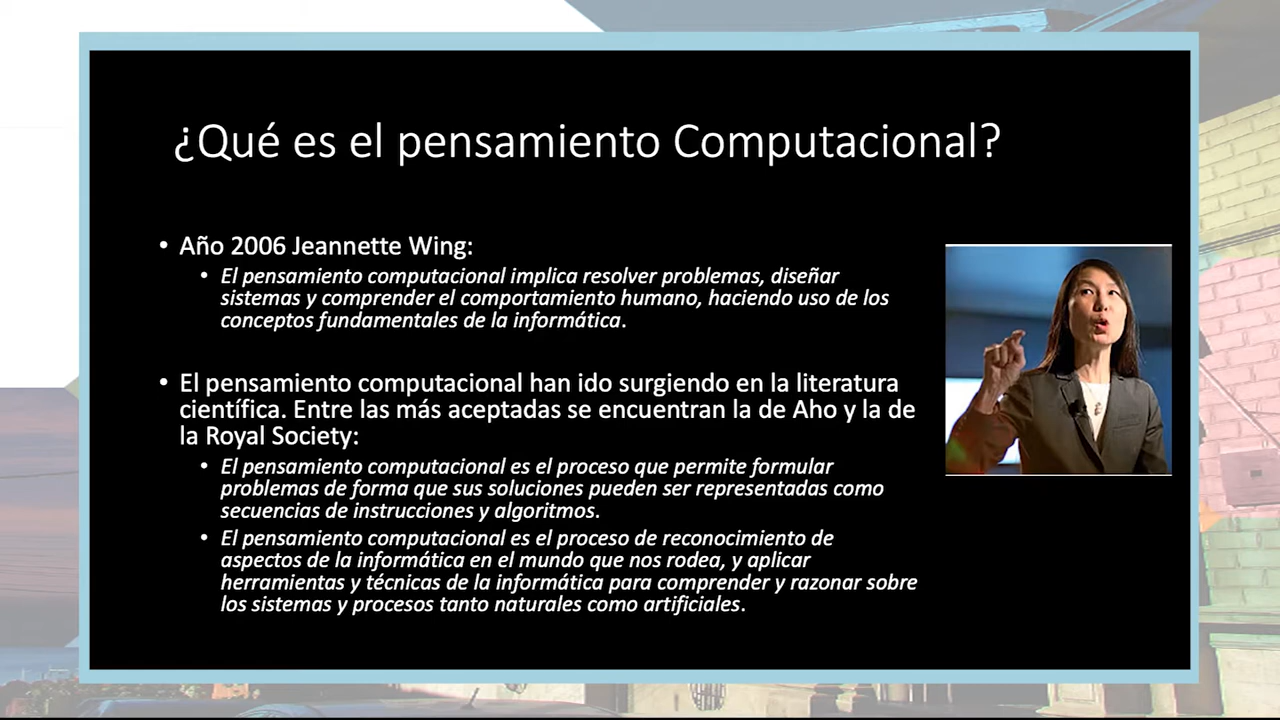 ¿Qué es el pensamiento Computacional?
• Año 2006 Jeannette Wing:
• El pensamiento computacional implica resolver problemas, diseñar
sistemas y comprender el comportamiento humano, haciendo uso de los
conceptos fundamentales de la informática.
• El pensamiento computacional han ido surgiendo en la literatura
científica. Entre las más aceptadas se encuentran la de Aho y la de
la Royal Society:
• El pensamiento computacional es el proceso que permite formular
problemas de forma que sus soluciones pueden ser representadas como
secuencias de instrucciones y algoritmos.
• El pensamiento computacional es el proceso de reconocimiento de
aspectos de la informática en el mundo que nos rodea, y aplicar
herramientas y técnicas de la informática para comprender y razonar sobre
los sistemas y procesos tanto naturales como artificiales.